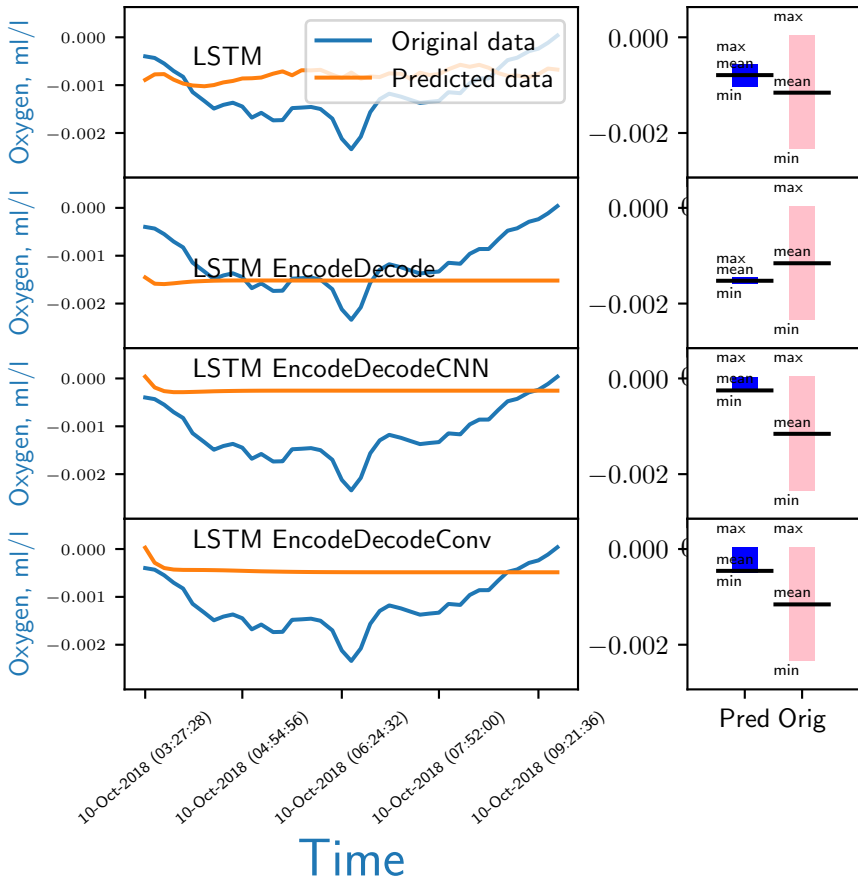 Oxygen, ml/l
0.000
−0.001
−0.002
LSTM
Original data
Predicted data
0.000
−0.002
max
mean
min
max
mean
min
Oxygen, ml/l
0.000
−0.001
−0.002
LSTM EncodeDecode
0.000
−0.002
max
mean
min
max
mean
min
Oxygen, ml/l
0.000
−0.001
−0.002
LSTM EncodeDecodeCNN
0.000
−0.002
max
mean
min
max
mean
min
Oxygen, ml/l
0.000
−0.001
−0.002
LSTM EncodeDecodeConv
0.000
−0.002
max
mean
min
max
mean
min
10-Oct-2018 (03:27:28)
10-Oct-2018 (04:54:56)
10-Oct-2018 (06:24:32)
10-Oct-2018 (07:52:00)
10-Oct-2018 (09:21:36)
Pred Orig
Time